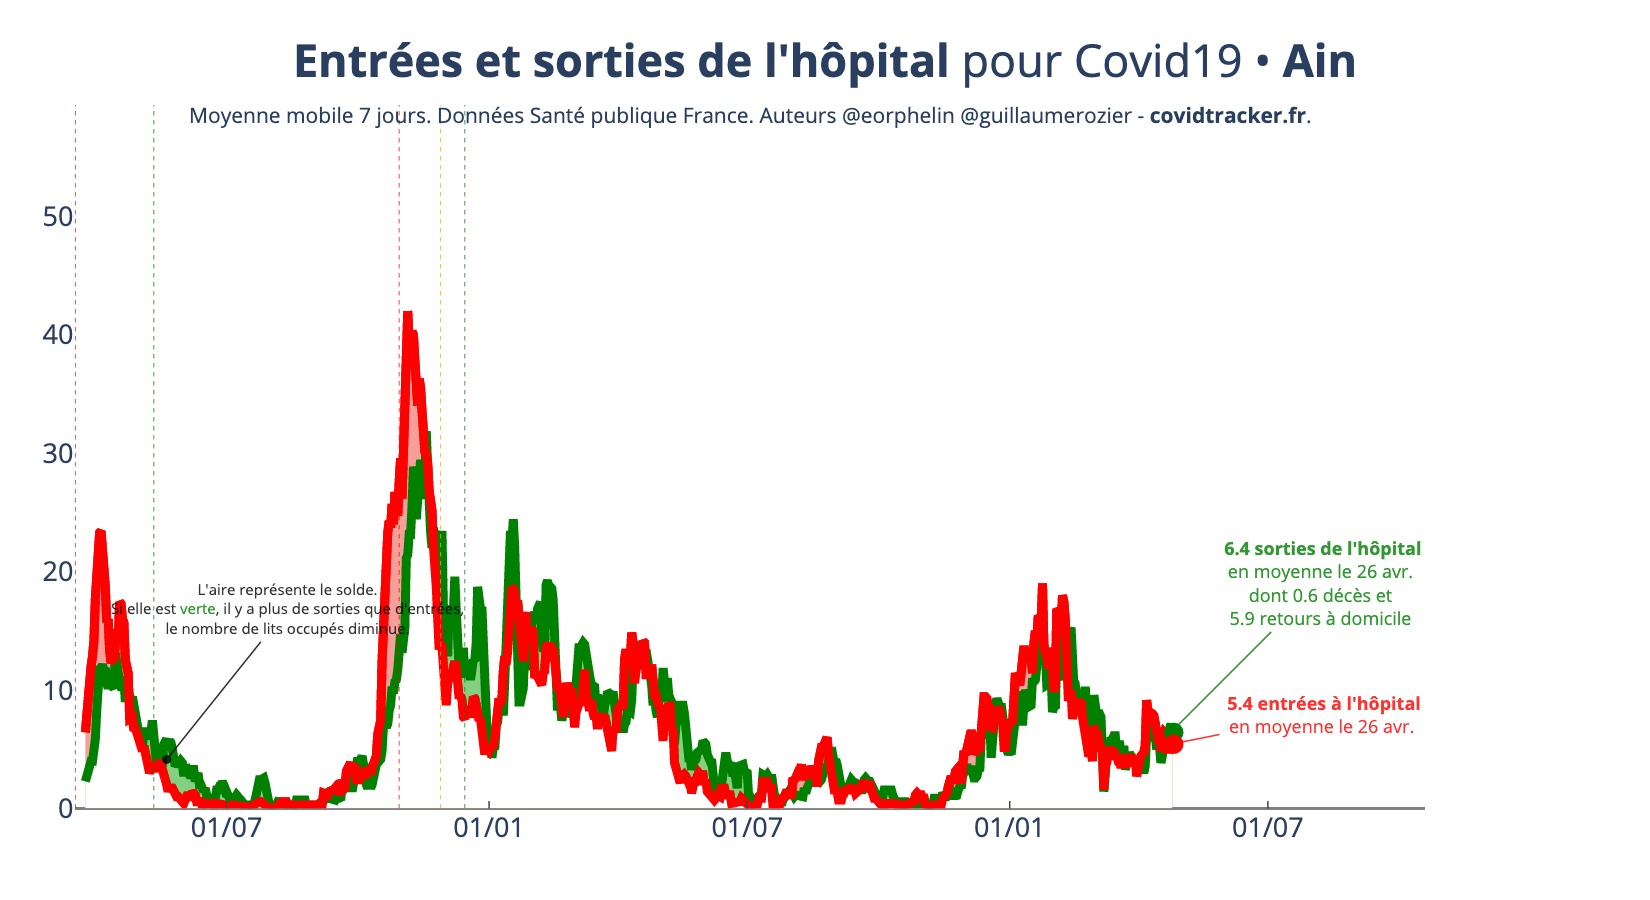 Entrées et sorties de l'hôpital pour Covid19 • Ain
Moyenne mobile 7 jours. Données Santé publique France. Auteurs @eorphelin @guillaumerozier - covidtracker.fr.
50
40
30
20
10
0
L'aire représente le solde.
Si elle est verte, il y a plus de sorties que d'entrées,
le nombre de lits occupés diminue.
6.4 sorties de l'hôpital
en moyenne le 26 avr.
dont 0.6 décès et
5.9 retours à domicile
5.4 entrées à l'hôpital
en moyenne le 26 avr.
01/07
01/01
01/07
01/01
01/07